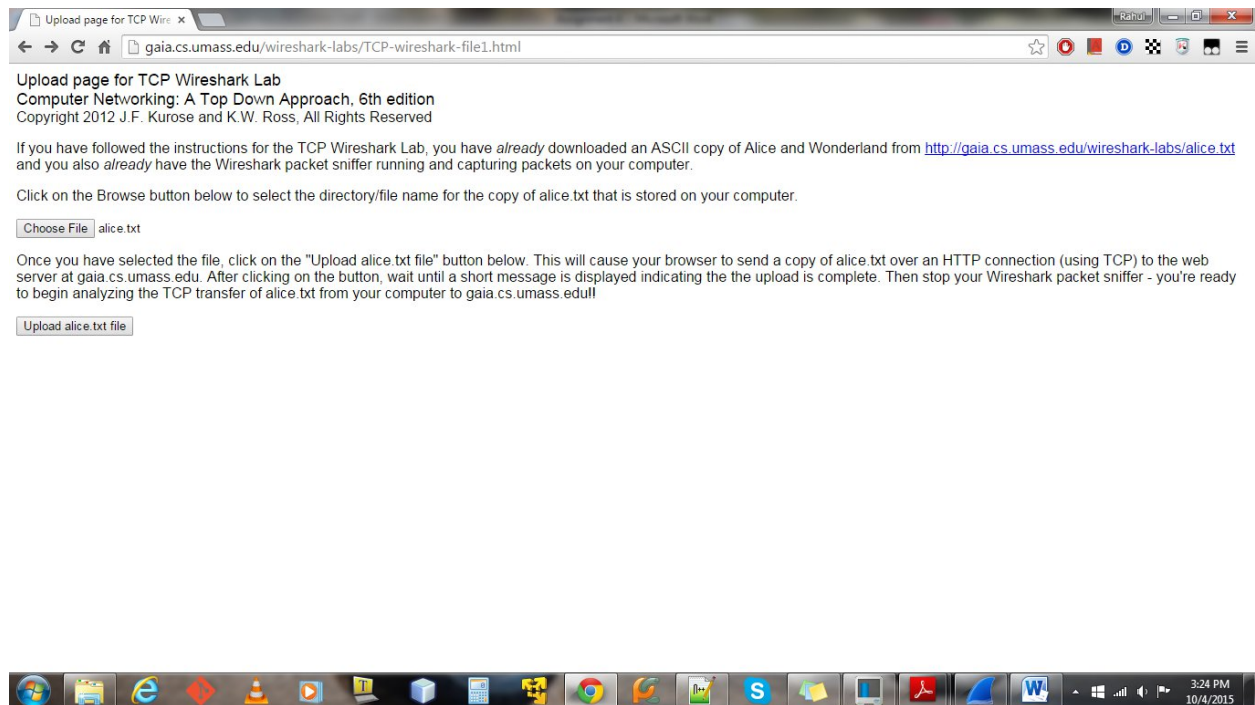 Upload page for TCP Wire
Rahul
gaia.cs.umass.edu/wireshark-labs/TCP-wireshark-file1.html
Upload page for TCP Wireshark Lab
Computer Networking: A Top Down Approach, 6th edition
Copyright 2012 J.F. Kurose and K.W. Ross, All Rights Reserved
If you have followed the instructions for the TCP Wireshark Lab, you have already downloaded an ASCII copy of Alice and Wonderland from http://gaia.cs.umass.edu/wireshark-labs/alice.txt
and you also already have the Wireshark packet sniffer running and capturing packets on your computer.
Click on the Browse button below to select the directory/file name for the copy of alice.txt that is stored on your computer.
Choose File alice.txt
Once you have selected the file, click on the "Upload alice.txt file" button below. This will cause your browser to send a copy of alice.txt over an HTTP connection (using TCP) to the web
server at gaia.cs.umass.edu. After clicking on the button, wait until a short message is displayed indicating the the upload is complete. Then stop your Wireshark packet sniffer - you're ready
to begin analyzing the TCP transfer of alice.txt from your computer to gaia.cs.umass.edu!!
Upload alice.txt file
3:24 PM
10/4/2015